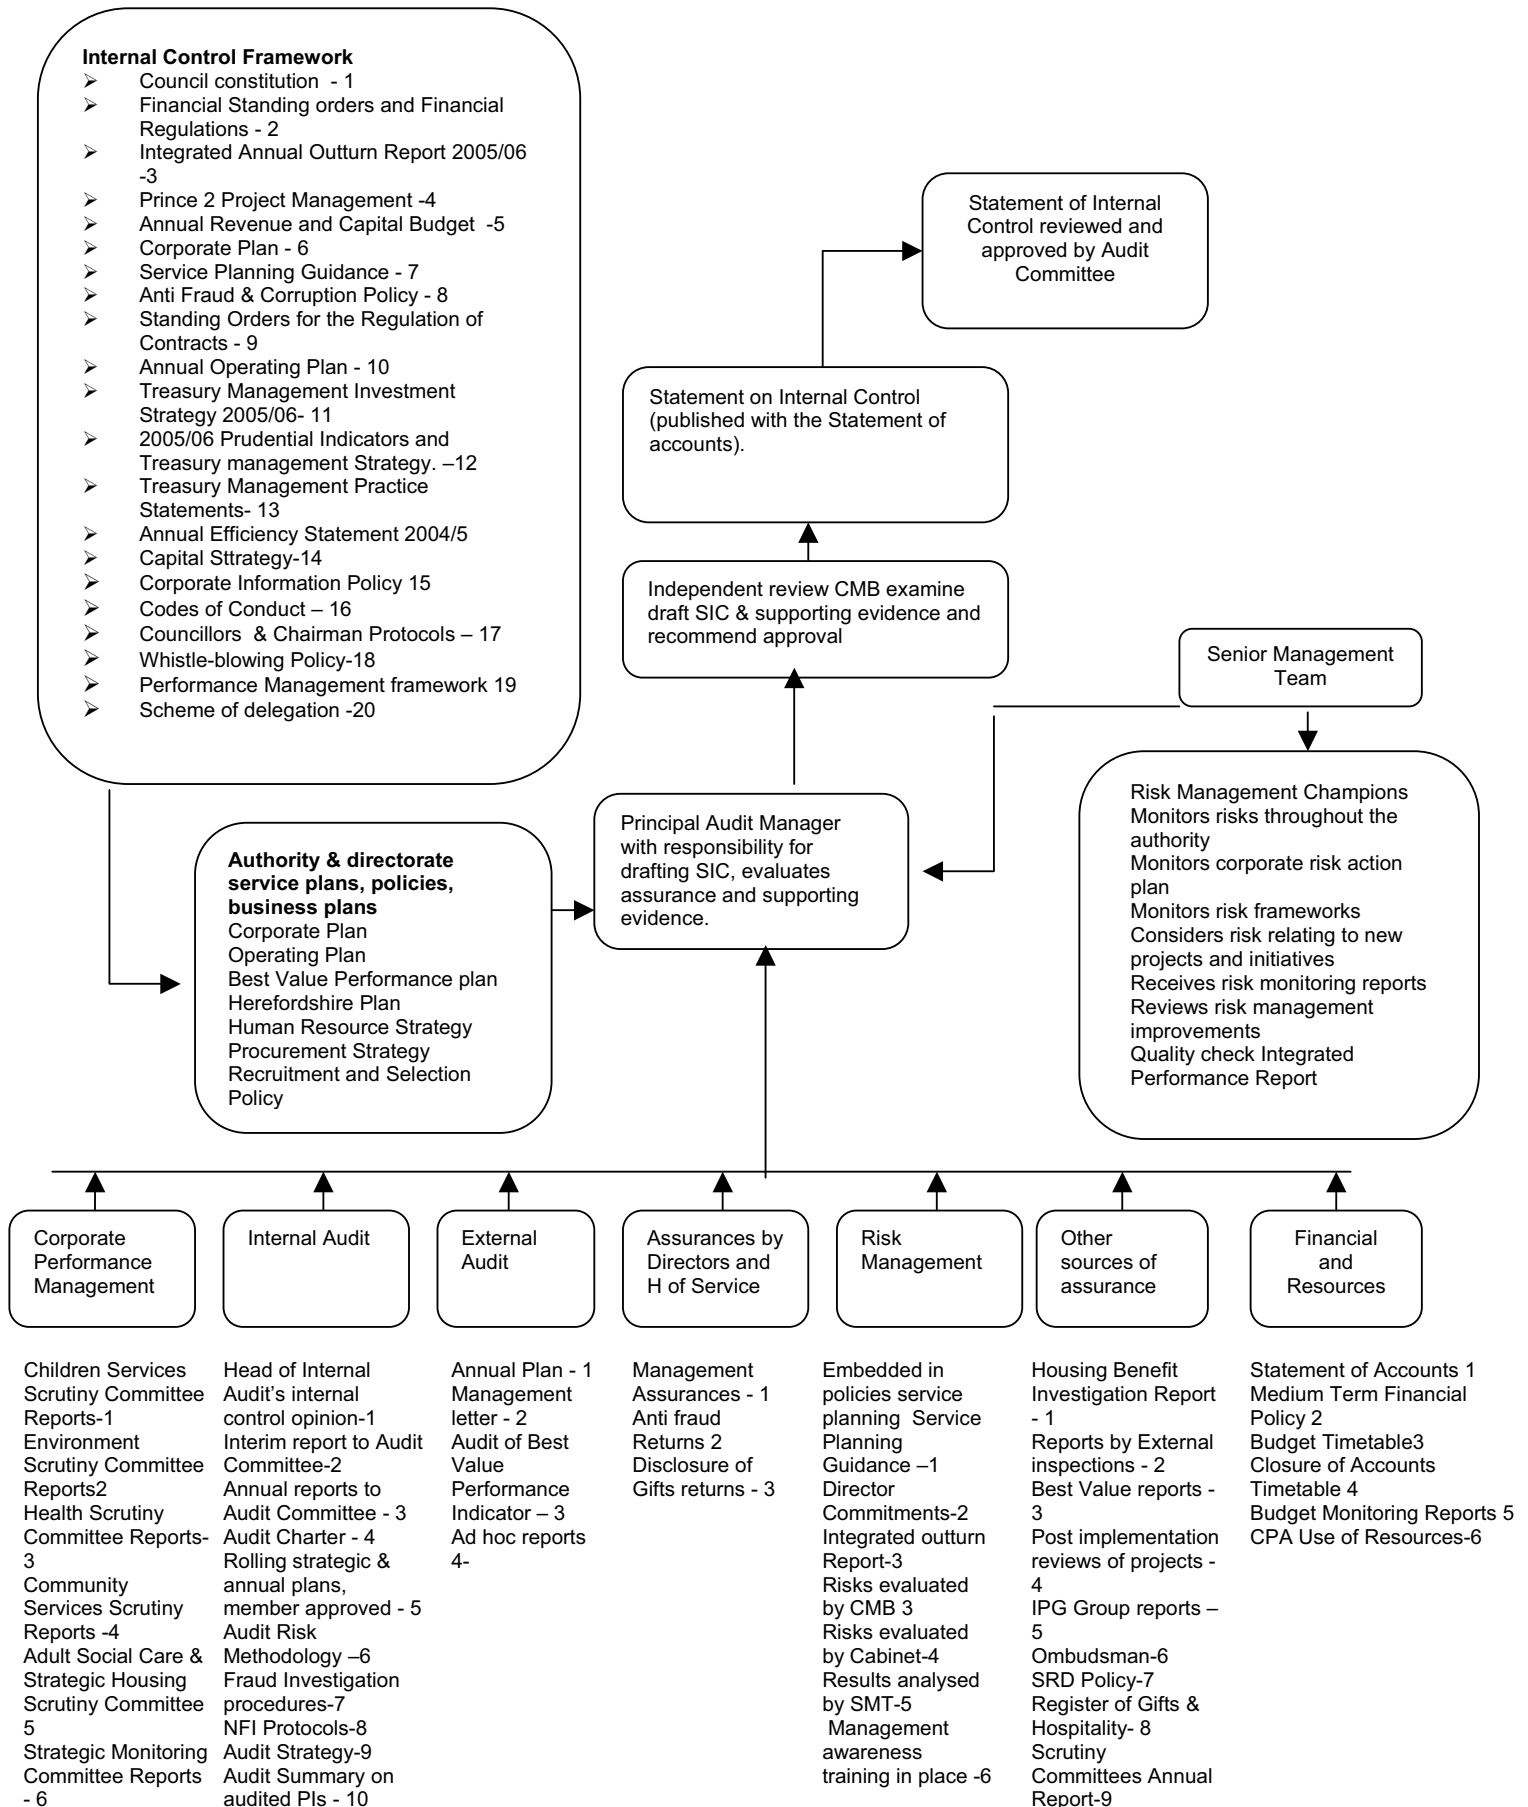 Internal Control Framework
➢ Council constitution - 1
➢ Financial Standing orders and Financial
Regulations - 2
➢ Integrated Annual Outturn Report 2005/06
-3
➢ Prince 2 Project Management -4
➢ Annual Revenue and Capital Budget -5
➢ Corporate Plan - 6
➢ Service Planning Guidance - 7
➢ Anti Fraud & Corruption Policy - 8
➢ Standing Orders for the Regulation of
Contracts - 9
➢ Annual Operating Plan - 10
➢ Treasury Management Investment
Strategy 2005/06- 11
➢ 2005/06 Prudential Indicators and
Treasury management Strategy. –12
➢ Treasury Management Practice
Statements- 13
➢ Annual Efficiency Statement 2004/5
➢ Capital Sttrategy-14
➢ Corporate Information Policy 15
➢ Codes of Conduct – 16
➢ Councillors & Chairman Protocols – 17
➢ Whistle-blowing Policy-18
➢ Performance Management framework 19
➢ Scheme of delegation -20
Statement of Internal
Control reviewed and
approved by Audit
Committee
Statement on Internal Control
(published with the Statement of
accounts).
Independent review CMB examine
draft SIC & supporting evidence and
recommend approval
Senior Management
Team
Risk Management Champions
Monitors risks throughout the
authority
Monitors corporate risk action
plan
Monitors risk frameworks
Considers risk relating to new
projects and initiatives
Receives risk monitoring reports
Reviews risk management
improvements
Quality check Integrated
Performance Report
Principal Audit Manager
with responsibility for
drafting SIC, evaluates
assurance and supporting
evidence.
Authority & directorate
service plans, policies,
business plans
Corporate Plan
Operating Plan
Best Value Performance plan
Herefordshire Plan
Human Resource Strategy
Procurement Strategy
Recruitment and Selection
Policy
Corporate
Performance
Management
Internal Audit
External
Audit
Assurances by
Directors and
H of Service
Risk
Management
Other
sources of
assurance
Financial
and
Resources
Children Services
Scrutiny Committee
Reports-1
Environment
Scrutiny Committee
Reports2
Health Scrutiny
Committee Reports-
3
Community
Services Scrutiny
Reports -4
Adult Social Care &
Strategic Housing
Scrutiny Committee
5
Strategic Monitoring
Committee Reports
- 6
Head of Internal
Audit’s internal
control opinion-1
Interim report to Audit
Committee-2
Annual reports to
Audit Committee - 3
Audit Charter - 4
Rolling strategic &
annual plans,
member approved - 5
Audit Risk
Methodology –6
Fraud Investigation
procedures-7
NFI Protocols-8
Audit Strategy-9
Audit Summary on
audited PIs - 10
Annual Plan - 1
Management
letter - 2
Audit of Best
Value
Performance
Indicator – 3
Ad hoc reports
4-
Management
Assurances - 1
Anti fraud
Returns 2
Disclosure of
Gifts returns - 3
Embedded in
policies service
planning Service
Planning
Guidance –1
Director
Commitments-2
Integrated outturn
Report-3
Risks evaluated
by CMB 3
Risks evaluated
by Cabinet-4
Results analysed
by SMT-5
Management
awareness
training in place -6
Housing Benefit
Investigation Report
- 1
Reports by External
inspections - 2
Best Value reports -
3
Post implementation
reviews of projects -
4
IPG Group reports –
5
Ombudsman-6
SRD Policy-7
Register of Gifts &
Hospitality- 8
Scrutiny
Committees Annual
Report-9
Statement of Accounts 1
Medium Term Financial
Policy 2
Budget Timetable3
Closure of Accounts
Timetable 4
Budget Monitoring Reports 5
CPA Use of Resources-6